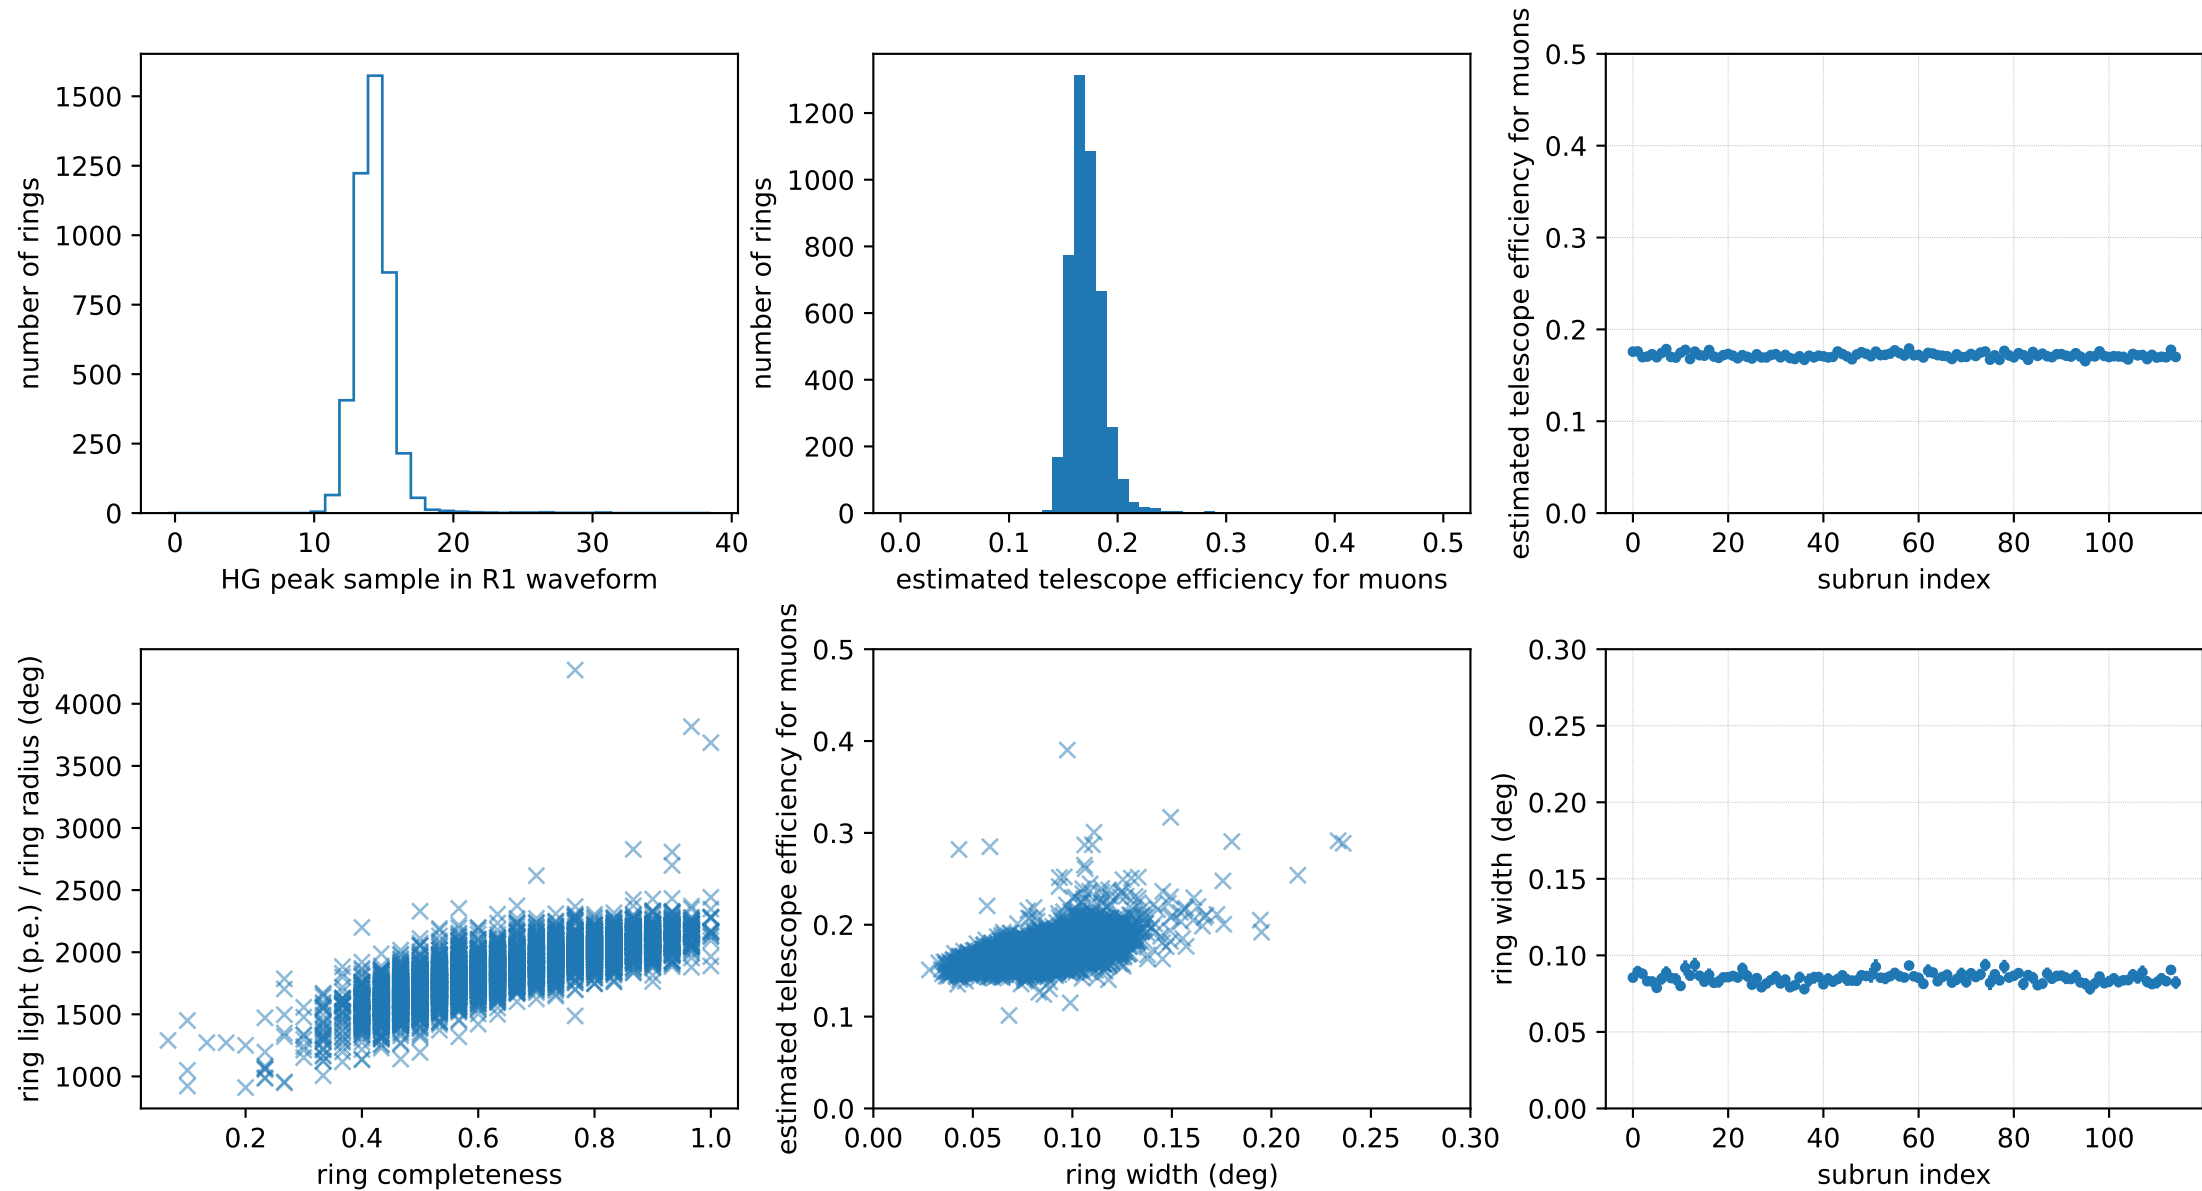 number of rings
1500
1250
1000
750
500
250
0
0 10 20 30 40
HG peak sample in R1 waveform
number of rings
1200
1000
800
600
400
200
0
0.0 0.1 0.2 0.3 0.4 0.5
estimated telescope efficiency for muons
estimated telescope efficiency for muons
0.5
0.4
0.3
0.2
0.1
0.0
0 20 40 60 80 100
subrun index
ring light (p.e.) / ring radius (deg)
4000
3500
3000
2500
2000
1500
1000
0.2 0.4 0.6 0.8 1.0
ring completeness
estimated telescope efficiency for muons
0.5
0.4
0.3
0.2
0.1
0.0
0.00 0.05 0.10 0.15 0.20 0.25 0.30
ring width (deg)
ring width (deg)
0.30
0.25
0.20
0.15
0.10
0.05
0.00
0 20 40 60 80 100
subrun index